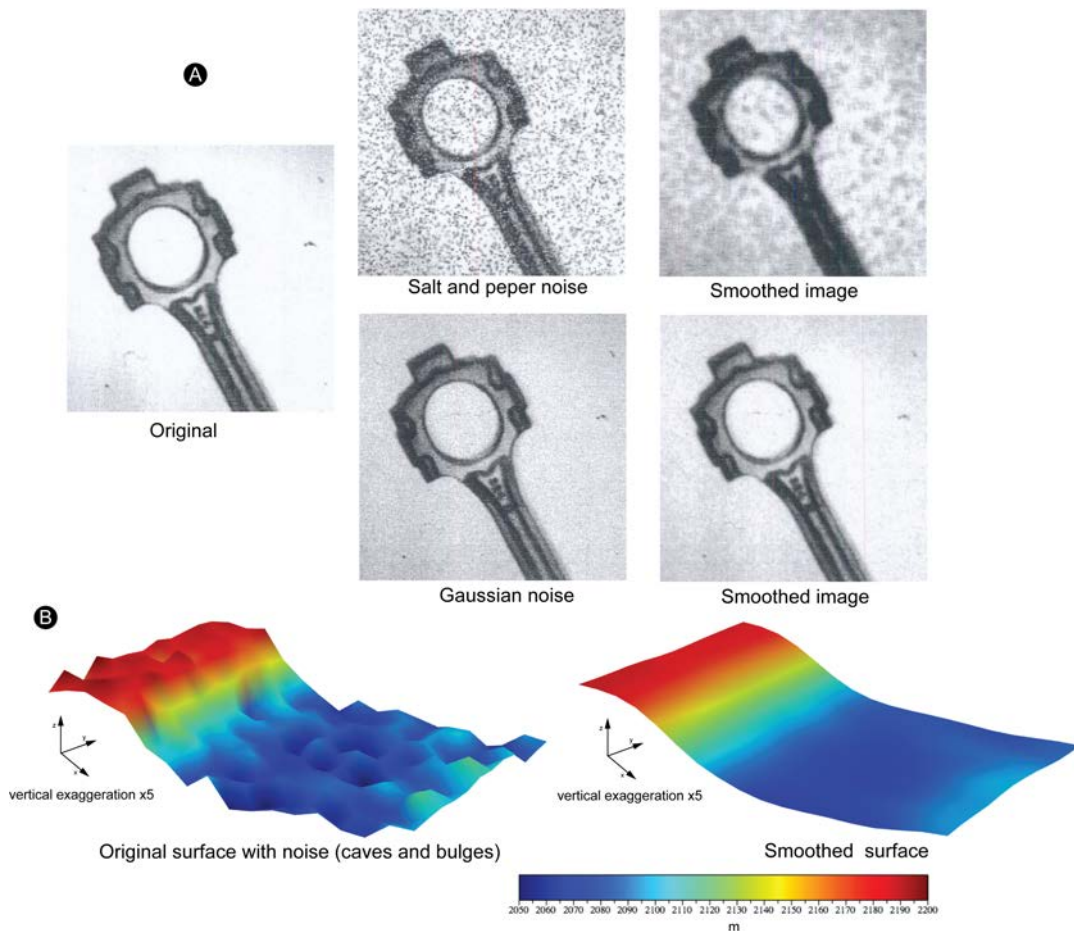 A
Original
Salt and peper noise
Smoothed image
Gaussian noise
Smoothed image
B
z
y
x
vertical exaggeration x5
Original surface with noise (caves and bulges)
z
y
x
vertical exaggeration x5
Smoothed surface
2050 2060 2070 2080 2090 2100 2110 2120 2130 2140 2150 2160 2170 2180 2190 2200
m